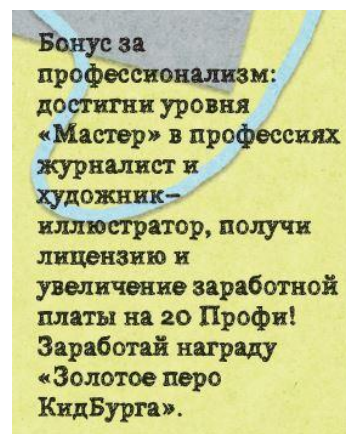 Бонус за
профессионализм:
достигни уровня
«Мастер» в профессиях
журналист и
художник–
иллюстратор, получи
лицензию и
увеличение заработной
платы на 20 Профи!
Заработай награду
«Золотое перо
КидБурга».